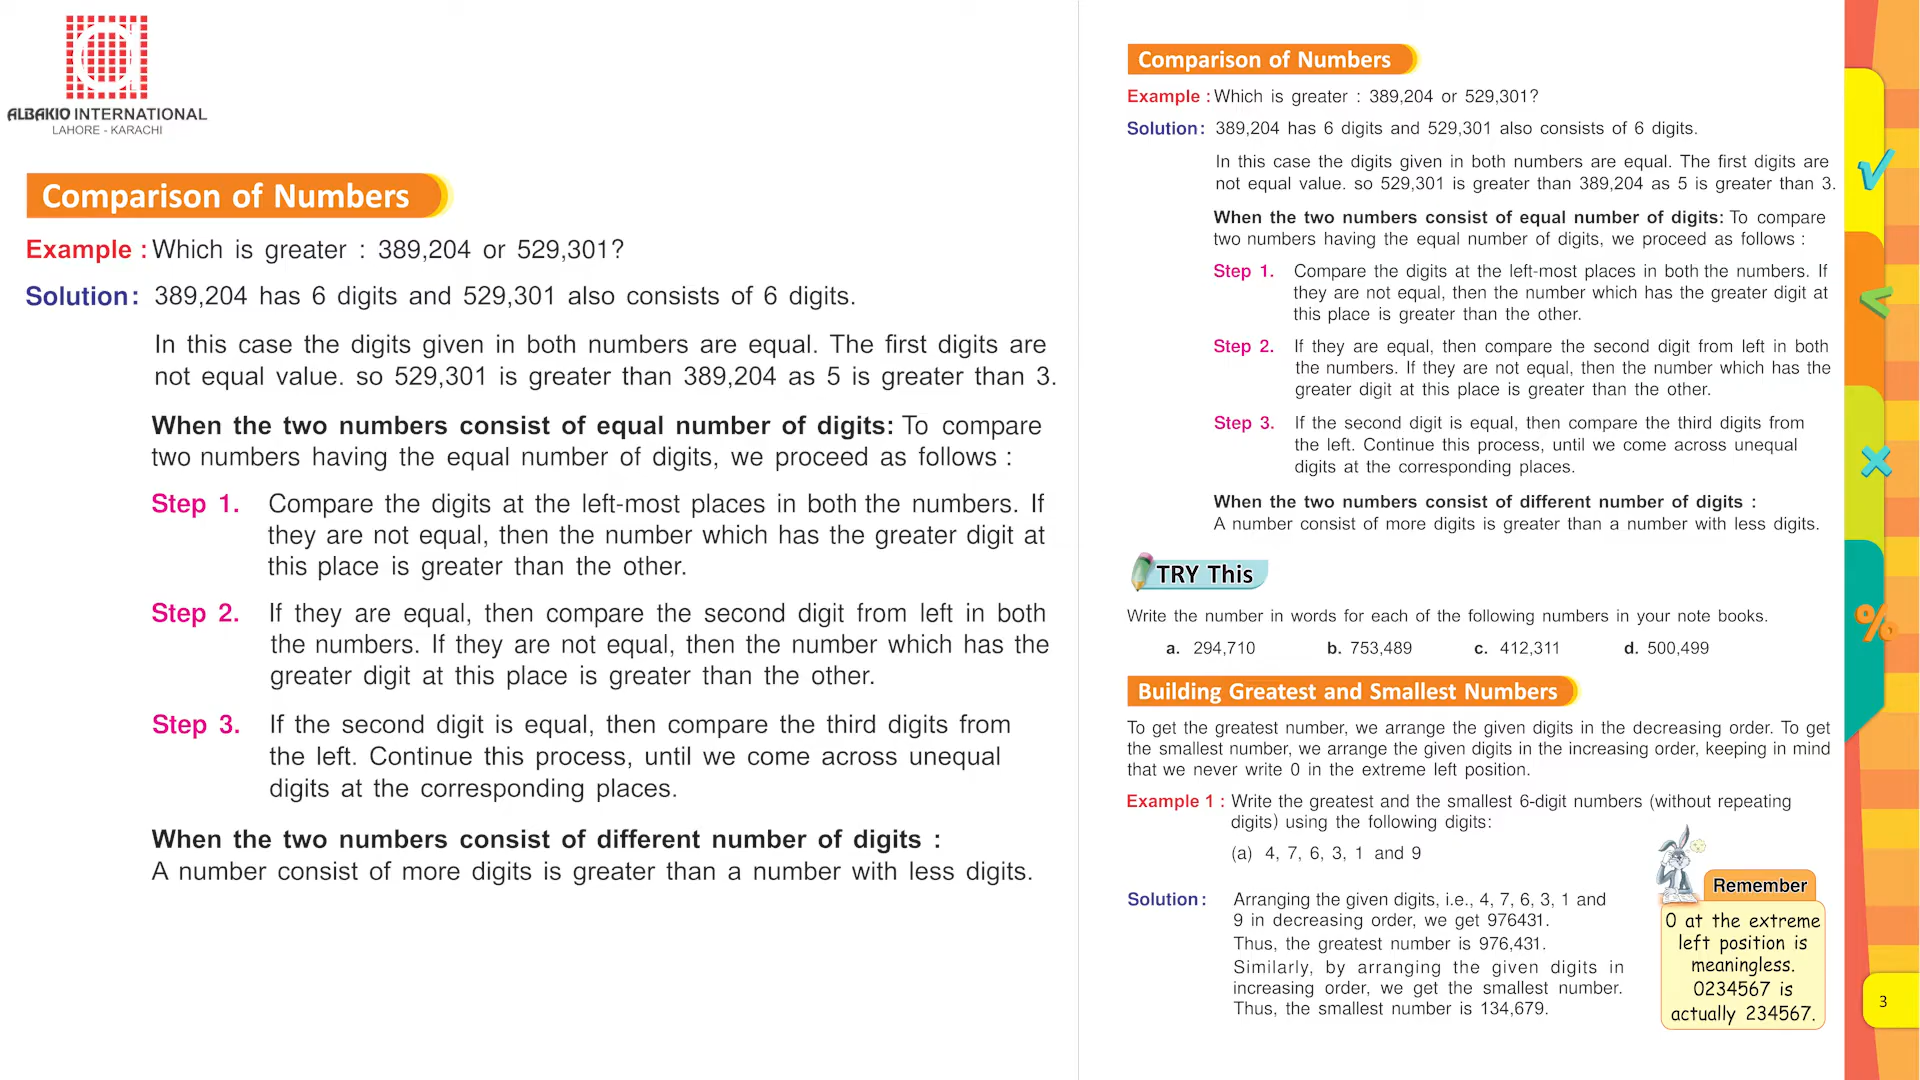 ALBAKIO INTERNATIONAL
LAHORE - KARACHI
Comparison of Numbers
Example : Which is greater : 389,204 or 529,301?
Solution: 389,204 has 6 digits and 529,301 also consists of 6 digits.
In this case the digits given in both numbers are equal. The first digits are
not equal value. so 529,301 is greater than 389,204 as 5 is greater than 3.
When the two numbers consist of equal number of digits: To compare
two numbers having the equal number of digits, we proceed as follows :
Step 1. Compare the digits at the left-most places in both the numbers. If
they are not equal, then the number which has the greater digit at
this place is greater than the other.
Step 2. If they are equal, then compare the second digit from left in both
the numbers. If they are not equal, then the number which has the
greater digit at this place is greater than the other.
Step 3. If the second digit is equal, then compare the third digits from
the left. Continue this process, until we come across unequal
digits at the corresponding places.
When the two numbers consist of different number of digits :
A number consist of more digits is greater than a number with less digits.
Comparison of Numbers
Example : Which is greater : 389,204 or 529,301?
Solution: 389,204 has 6 digits and 529,301 also consists of 6 digits.
In this case the digits given in both numbers are equal. The first digits are
not equal value. so 529,301 is greater than 389,204 as 5 is greater than 3.
When the two numbers consist of equal number of digits: To compare
two numbers having the equal number of digits, we proceed as follows :
Step 1. Compare the digits at the left-most places in both the numbers. If
they are not equal, then the number which has the greater digit at
this place is greater than the other.
Step 2. If they are equal, then compare the second digit from left in both
the numbers. If they are not equal, then the number which has the
greater digit at this place is greater than the other.
Step 3. If the second digit is equal, then compare the third digits from
the left. Continue this process, until we come across unequal
digits at the corresponding places.
When the two numbers consist of different number of digits :
A number consist of more digits is greater than a number with less digits.
TRY This
Write the number in words for each of the following numbers in your note books.
a. 294,710 b. 753,489 c. 412,311 d. 500,499
Building Greatest and Smallest Numbers
To get the greatest number, we arrange the given digits in the decreasing order. To get
the smallest number, we arrange the given digits in the increasing order, keeping in mind
that we never write 0 in the extreme left position.
Example 1 : Write the greatest and the smallest 6-digit numbers (without repeating
digits) using the following digits:
(a) 4, 7, 6, 3, 1 and 9
Solution: Arranging the given digits, i.e., 4, 7, 6, 3, 1 and
9 in decreasing order, we get 976431.
Thus, the greatest number is 976,431.
Similarly, by arranging the given digits in
increasing order, we get the smallest number.
Thus, the smallest number is 134,679.
Remember
0 at the extreme
left position is
meaningless.
0234567 is
actually 234567.
√
<
×
%
3